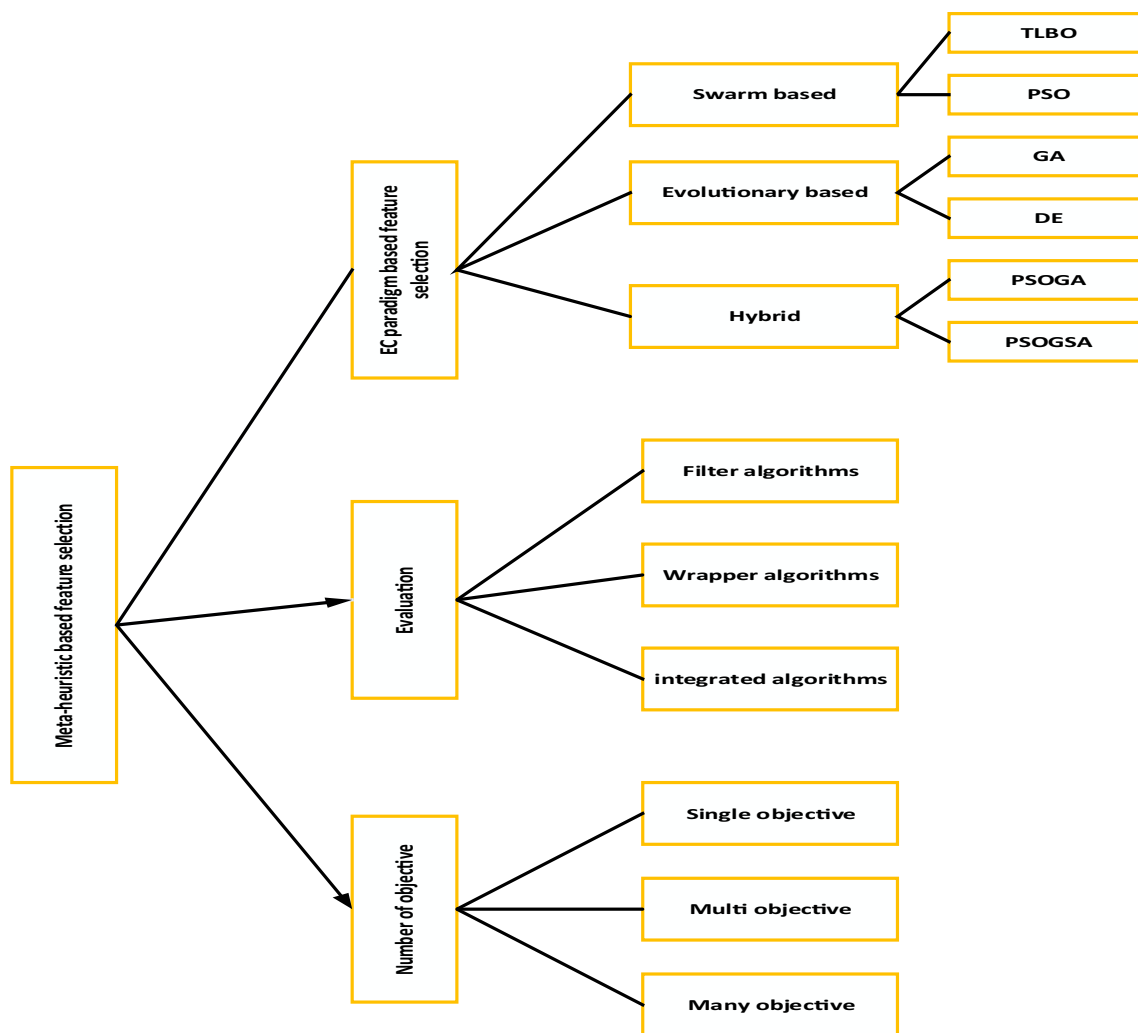 Meta-heuristic based feature selection
EC paradigm based feature
selection
Swarm based
TLBO
PSO
Evolutionary based
GA
DE
Hybrid
PSOGA
PSOGSA
Evaluation
Filter algorithms
Wrapper algorithms
integrated algorithms
Number of objective
Single objective
Multi objective
Many objective